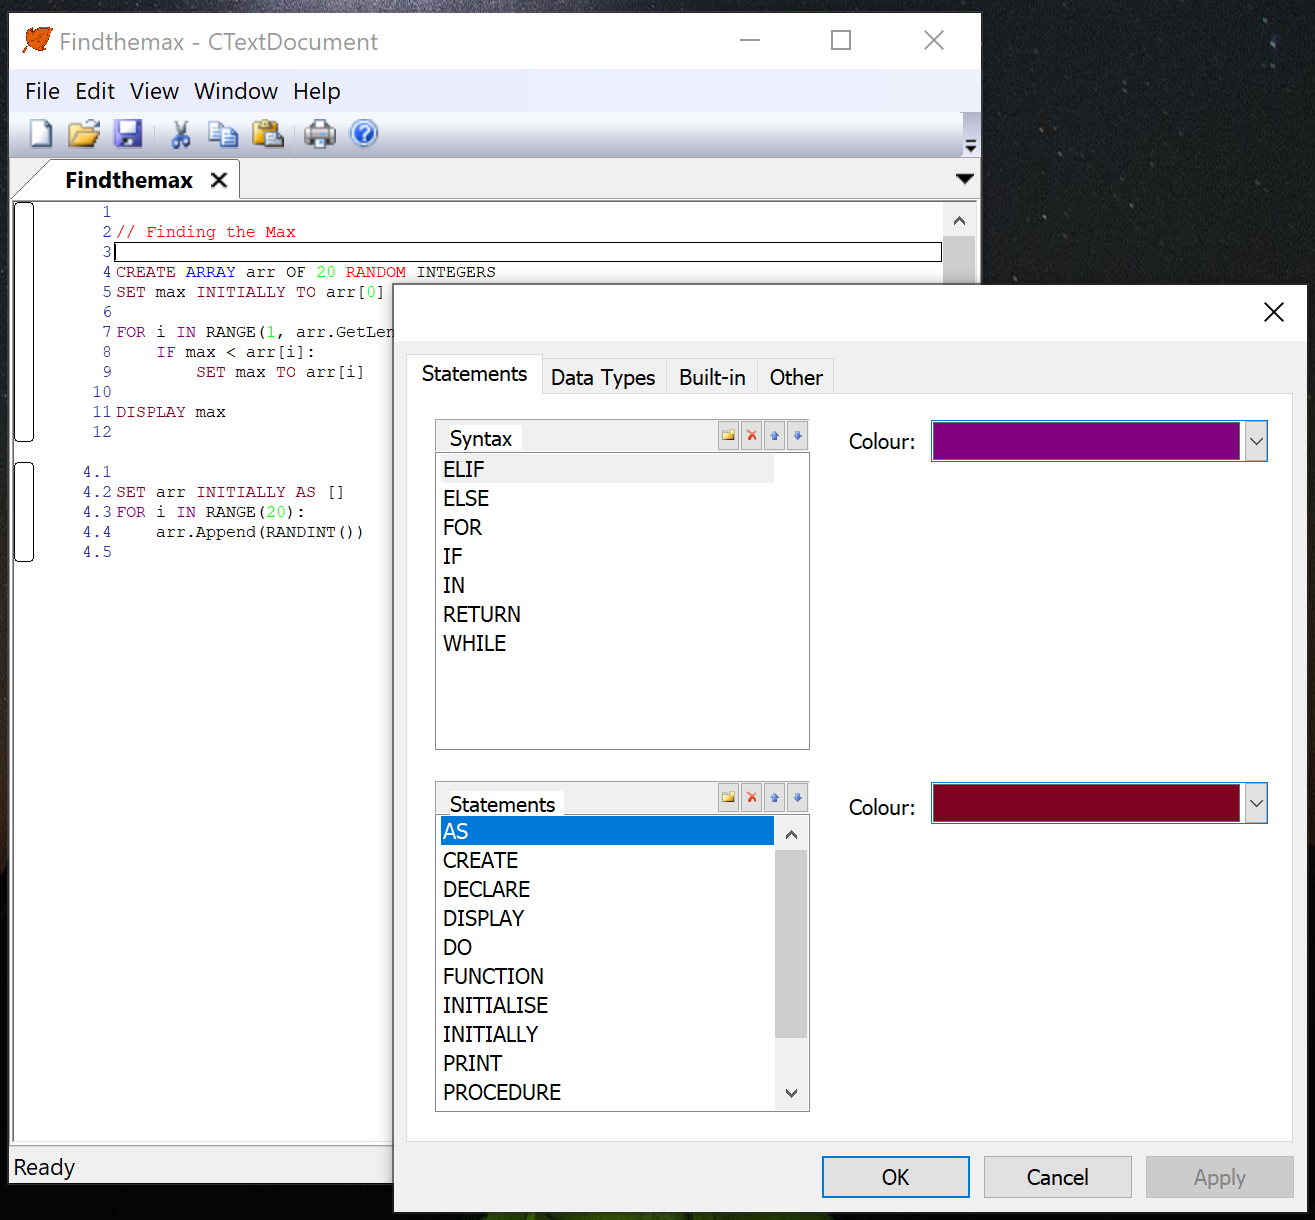 Findthemax - CTextDocument
File Edit View Window Help
Findthemax
1
2 // Finding the Max
3
4 CREATE ARRAY arr OF 20 RANDOM INTEGERS
5 SET max INITIALLY TO arr[0]
6
7 FOR i IN RANGE(1, arr.GetLen
8 IF max < arr[i]:
9 SET max TO arr[i]
10
11 DISPLAY max
12
4.1
4.2 SET arr INITIALLY AS []
4.3 FOR i IN RANGE(20):
4.4 arr.Append(RANDINT())
4.5
Ready
Statements Data Types Built-in Other
Syntax
Colour:
ELIF
ELSE
FOR
IF
IN
RETURN
WHILE
Statements
Colour:
AS
CREATE
DECLARE
DISPLAY
DO
FUNCTION
INITIALISE
INITIALLY
PRINT
PROCEDURE
OK Cancel Apply